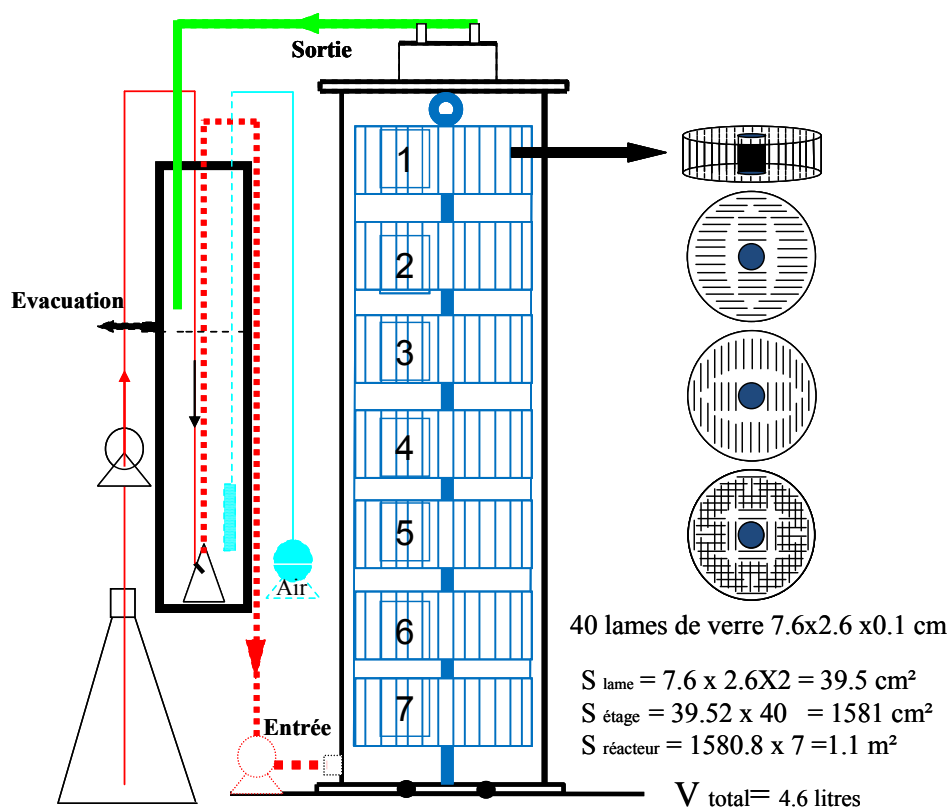 Sortie
1
2
Evacuation
3
4
5
Air
6
7
Entrée
40 lames de verre 7.6x2.6 x0.1 cm
S lame = 7.6 x 2.6X2 = 39.5 cm²
S étage = 39.52 x 40 = 1581 cm²
S réacteur = 1580.8 x 7 =1.1 m²
V total= 4.6 litres